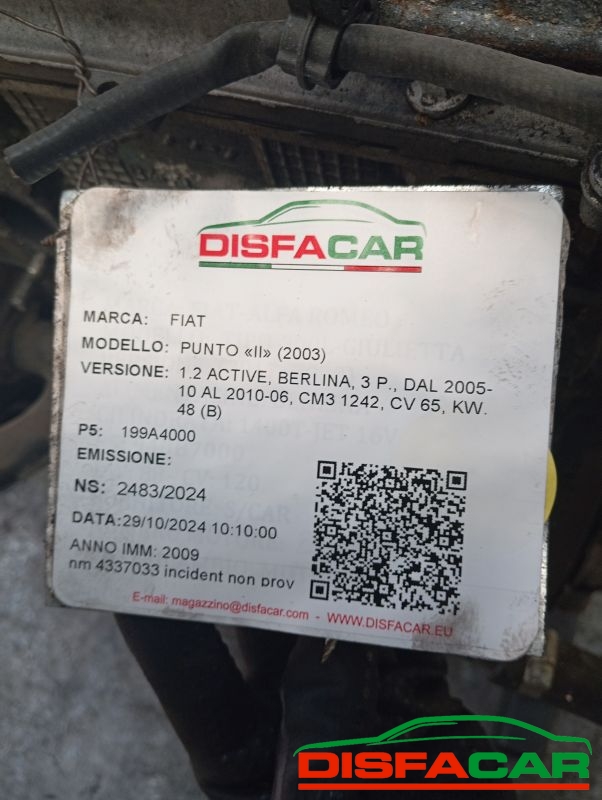 DISFACAR
MARCA: FIAT
MODELLO: PUNTO «II» (2003)
VERSIONE: 1.2 ACTIVE, BERLINA, 3 P., DAL 2005-
10 AL 2010-06, CM3 1242, CV 65, KW.
48 (B)
P5: 199A4000
EMISSIONE:
NS: 2483/2024
DATA:29/10/2024 10:10:00
ANNO IMM: 2009
nm 4337033 incident non prov
E-mail: magazzino@disfacar.com - WWW.DISFACAR.EU
DISFACAR